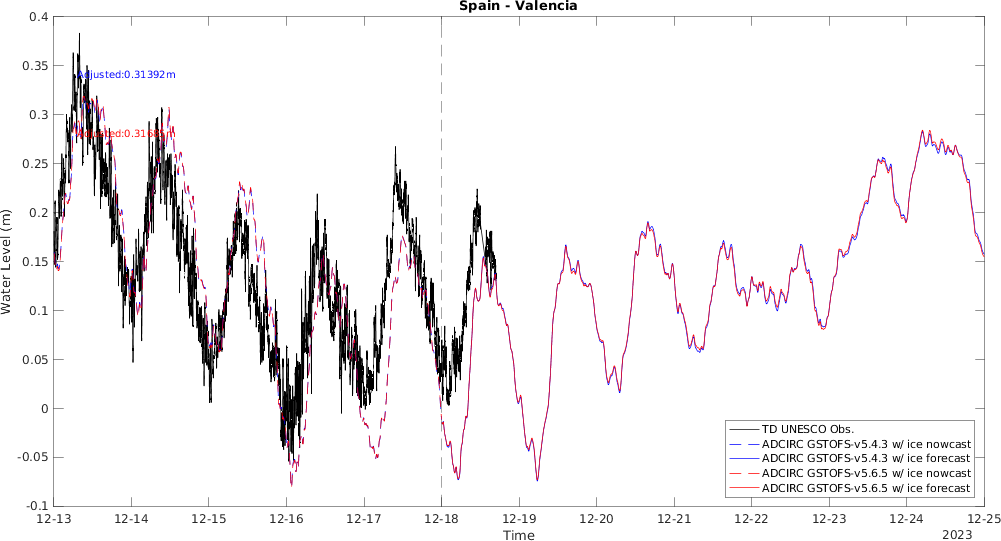 Spain - Valencia
0.4
0.35
0.3
0.25
0.2
0.15
0.1
0.05
0
-0.05
-0.1
Water Level (m)
Adjusted:0.31392m
TD UNESCO Obs.
ADCIRC GSTOFS-v5.4.3 w/ ice nowcast
ADCIRC GSTOFS-v5.4.3 w/ ice forecast
ADCIRC GSTOFS-v5.6.5 w/ ice nowcast
ADCIRC GSTOFS-v5.6.5 w/ ice forecast
12-13
12-14
12-15
12-16
12-17
12-18
12-19
12-20
12-21
12-22
12-23
12-24
12-25
Time
2023